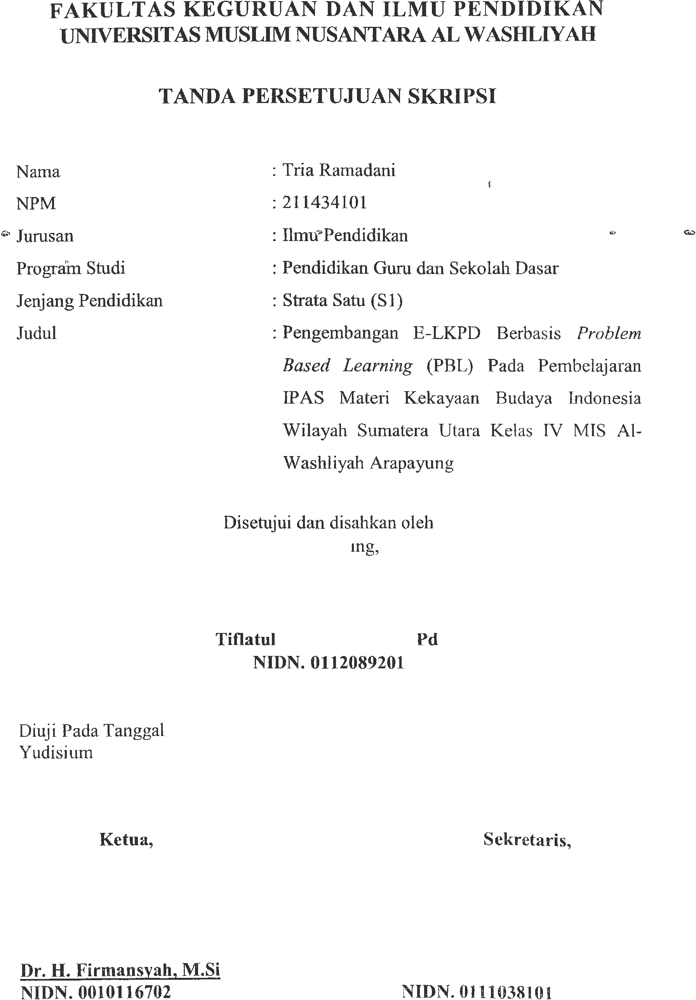 FAKULTAS KEGURUAN DAN ILMU PENDIDIKAN
UNIVERSITAS MUSLIM NUSANTARA AL WASHLIYAH
TANDA PERSETUJUAN SKRIPSI
Nama : Tria Ramadani
NPM : 211434101
Jurusan : Ilmu Pendidikan
Program Studi : Pendidikan Guru dan Sekolah Dasar
Jenjang Pendidikan : Strata Satu (S1)
Judul : Pengembangan E-LKPD Berbasis Problem
Based Learning (PBL) Pada Pembelajaran
IPAS Materi Kekayaan Budaya Indonesia
Wilayah Sumatera Utara Kelas IV MIS Al-
Washliyah Arapayung
Disetujui dan disahkan oleh
ing,
Tiflatul Pd
NIDN. 0112089201
Diuji Pada Tanggal
Yudisium
Ketua, Sekretaris,
Dr. H. Firmansyah, M.Si
NIDN. 0010116702 NIDN. 0111038101